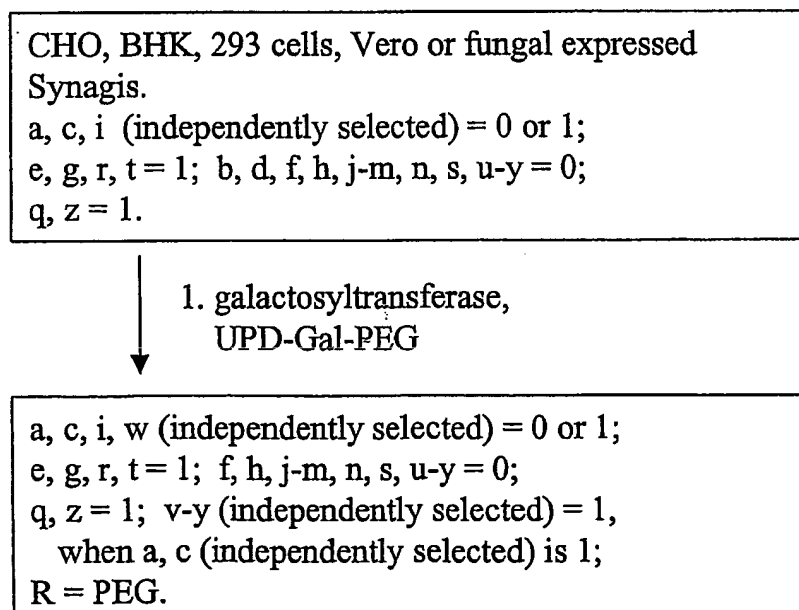 CHO, BHK, 293 cells, Vero or fungal expressed
Synagis.
a, c, i (independently selected) = 0 or 1;
e, g, r, t = 1; b, d, f, h, j-m, n, s, u-y = 0;
q, z = 1.
1. galactosyltransferase,
UPD-Gal-PEG
a, c, i, w (independently selected) = 0 or 1;
e, g, r, t = 1; f, h, j-m, n, s, u-y = 0;
q, z = 1; v-y (independently selected) = 1,
when a, c (independently selected) is 1;
R = PEG.